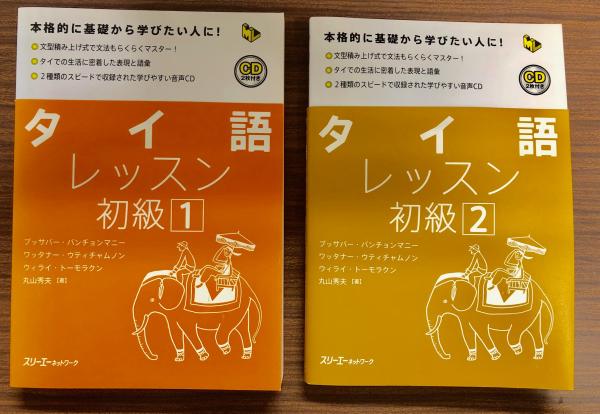 本格的に基礎から学びたい人に!
文型積み上げ式で文法もらくらくマスター!
タイでの生活に密着した表現と語彙
2種類のスピードで収録された学びやすい音声CD
ML
CD
2枚付き
タイ語
レッスン
初級1
ブッサバー・バンチョンマニー
ワッタナー・ウティチャムノン
ウィライ・トーモラクン
丸山秀夫【著】
スリーエーネットワーク
本格的に基礎から学びたい人に!
文型積み上げ式で文法もらくらくマスター!
タイでの生活に密着した表現と語彙
2種類のスピードで収録された学びやすい音声CD
ML
CD
2枚付き
タイ語
レッスン
初級2
ブッサバー・バンチョンマニー
ワッタナー・ウティチャムノン
ウィライ・トーモラクン
丸山秀夫【著】
スリーエーネットワーク